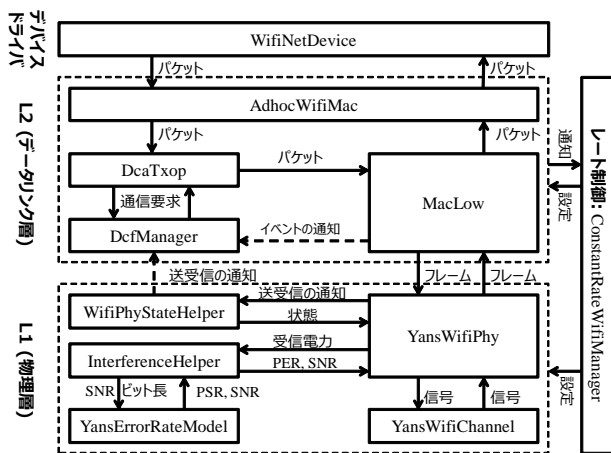 デバイス
ドライバ
WifiNetDevice
パケット
パケット
L2 (データリンク層)
AdhocWifiMac
パケット
パケット
DcaTxop
パケット
MacLow
通信要求
DcfManager
イベントの通知
通知
設定
レート制御: ConstantRateWifiManager
送受信の通知
フレーム
フレーム
L1 (物理層)
WifiPhyStateHelper
送受信の通知
状態
YansWifiPhy
InterferenceHelper
受信電力
PER, SNR
設定
SNR ビット長
PSR, SNR
信号
信号
YansErrorRateModel
YansWifiChannel